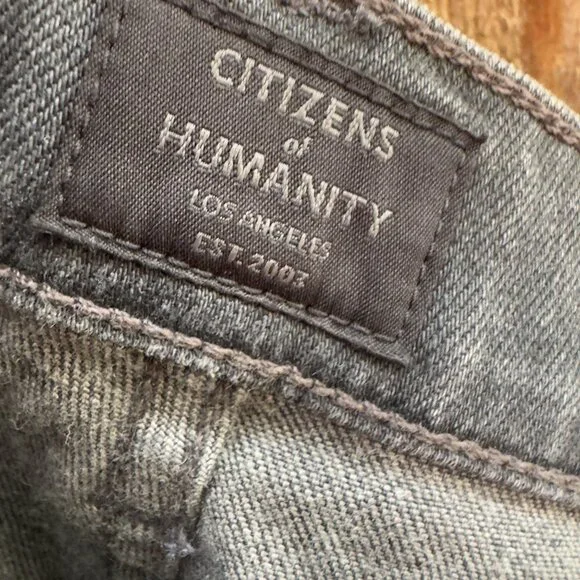 CITIZENS
of
HUMANITY
LOS ANGELES
EST. 2003